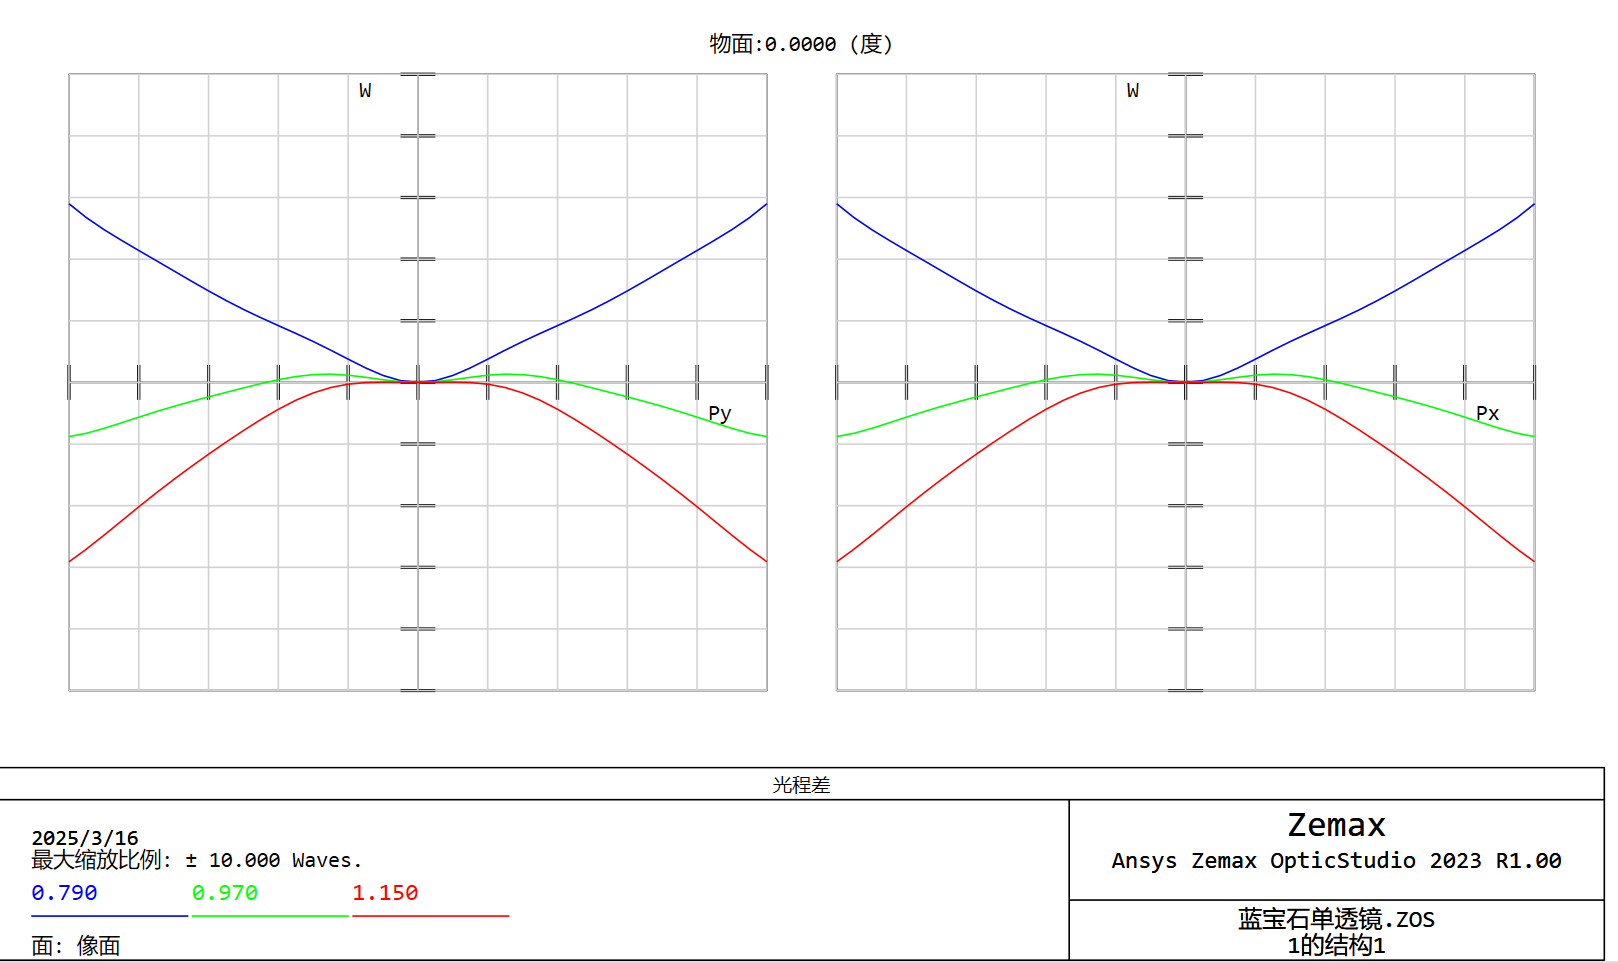 物面:0.0000 (度)
W
W
Py
Px
光程差
2025/3/16
最大缩放比例: ± 10.000 Waves.
0.790 0.970 1.150
面: 像面
Zemax
Ansys Zemax OpticStudio 2023 R1.00
蓝宝石单透镜.ZOS
1的结构1